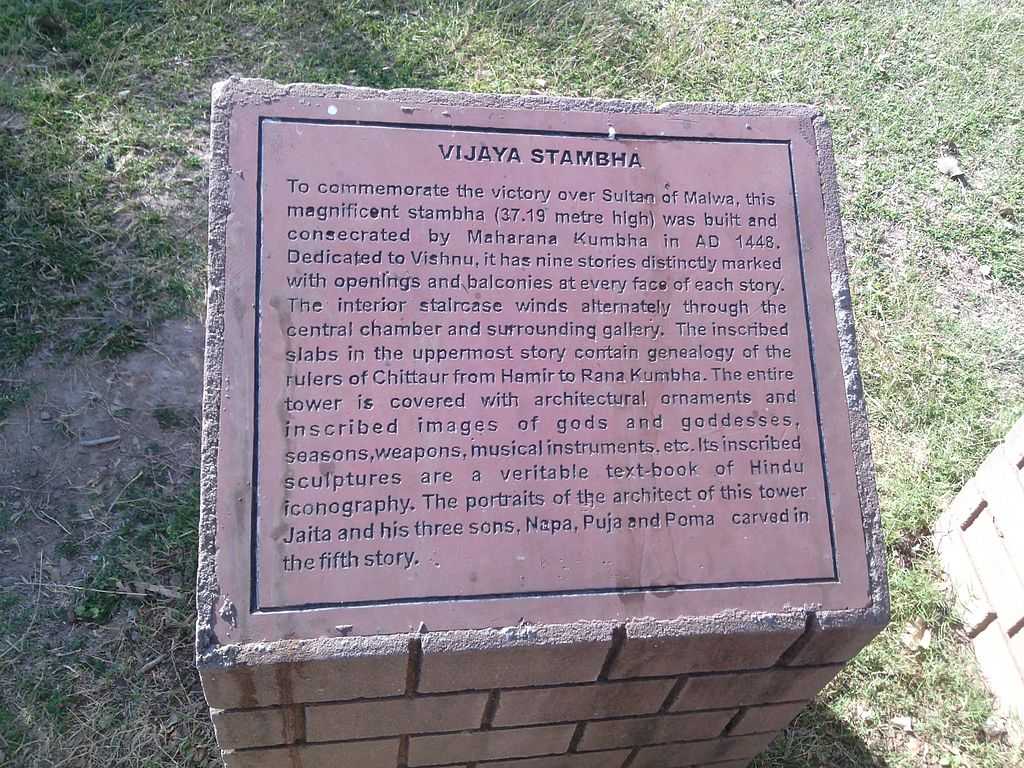 VIJAYA STAMBHA
To commemorate the victory over Sultan of Malwa, this
magnificent stambha (37.19 metre high) was built and
consecrated by Maharana Kumbha in AD 1448.
Dedicated to Vishnu, it has nine stories distinctly marked
with openings and balconies at every face of each story.
The interior staircase winds alternately through the
central chamber and surrounding gallery. The inscribed
slabs in the uppermost story contain genealogy of the
rulers of Chittaur from Hamir to Rana Kumbha. The entire
tower is covered with architectural ornaments and
inscribed images of gods and goddesses,
seasons, weapons, musical instruments, etc. Its inscribed
sculptures are a veritable text-book of Hindu
iconography. The portraits of the architect of this tower
Jaita and his three sons, Napa, Puja and Poma carved in
the fifth story.